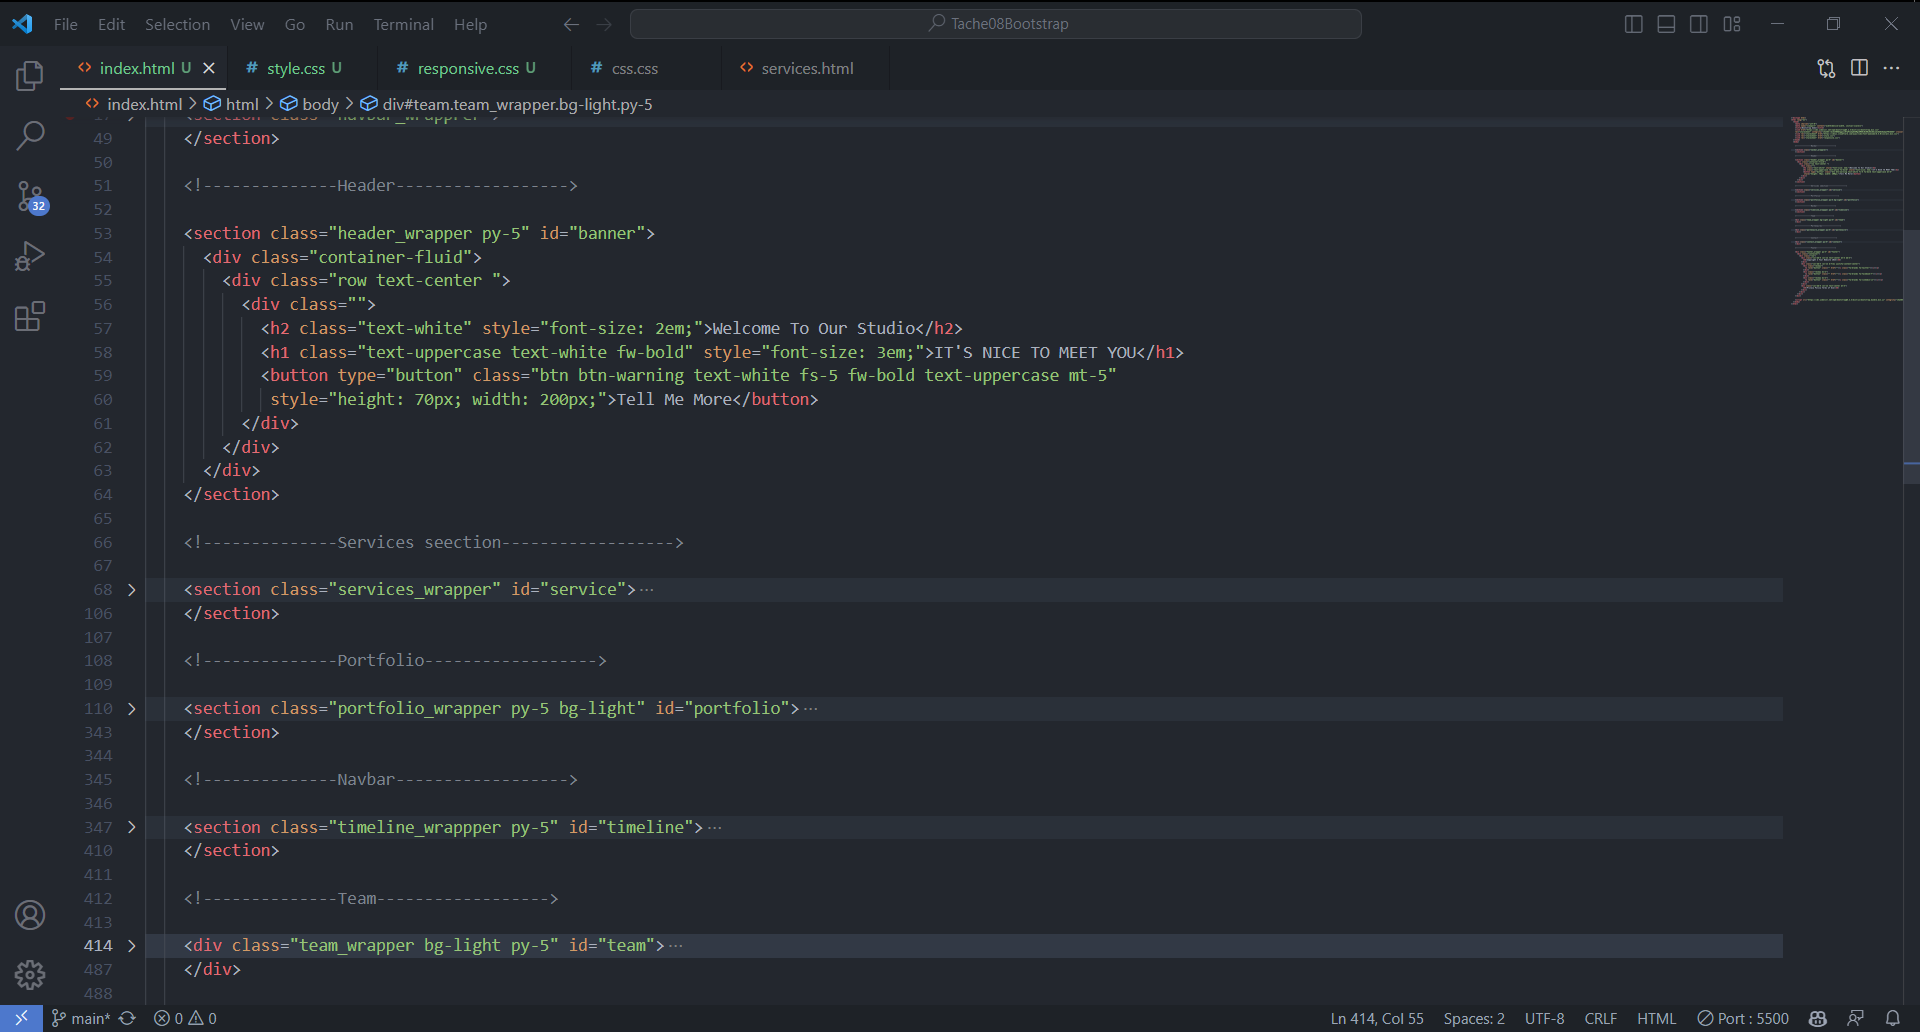 File Edit Selection View Go Run Terminal Help
Tache08Bootstrap
index.html U
style.css U
responsive.css U
css.css
services.html
index.html > html > body > div#team.team_wrapper.bg-light.py-5
49 </section>
50
51 <!--------------Header------------------>
52
53 <section class="header_wrapper py-5" id="banner">
54 <div class="container-fluid">
55 <div class="row text-center ">
56 <div class="">
57 <h2 class="text-white" style="font-size: 2em;">Welcome To Our Studio</h2>
58 <h1 class="text-uppercase text-white fw-bold" style="font-size: 3em;">IT'S NICE TO MEET YOU</h1>
59 <button type="button" class="btn btn-warning text-white fs-5 fw-bold text-uppercase mt-5"
60 style="height: 70px; width: 200px;">Tell Me More</button>
61 </div>
62 </div>
63 </div>
64 </section>
65
66 <!--------------Services seection------------------>
67
68 <section class="services_wrapper" id="service">···
106 </section>
107
108 <!--------------Portfolio------------------>
109
110 <section class="portfolio_wrapper py-5 bg-light" id="portfolio">···
343 </section>
344
345 <!--------------Navbar------------------>
346
347 <section class="timeline_wrappper py-5" id="timeline">···
410 </section>
411
412 <!--------------Team------------------>
413
414 <div class="team_wrapper bg-light py-5" id="team">···
487 </div>
488
32
main* 0 0
Ln 414, Col 55 Spaces: 2 UTF-8 CRLF HTML Port : 5500